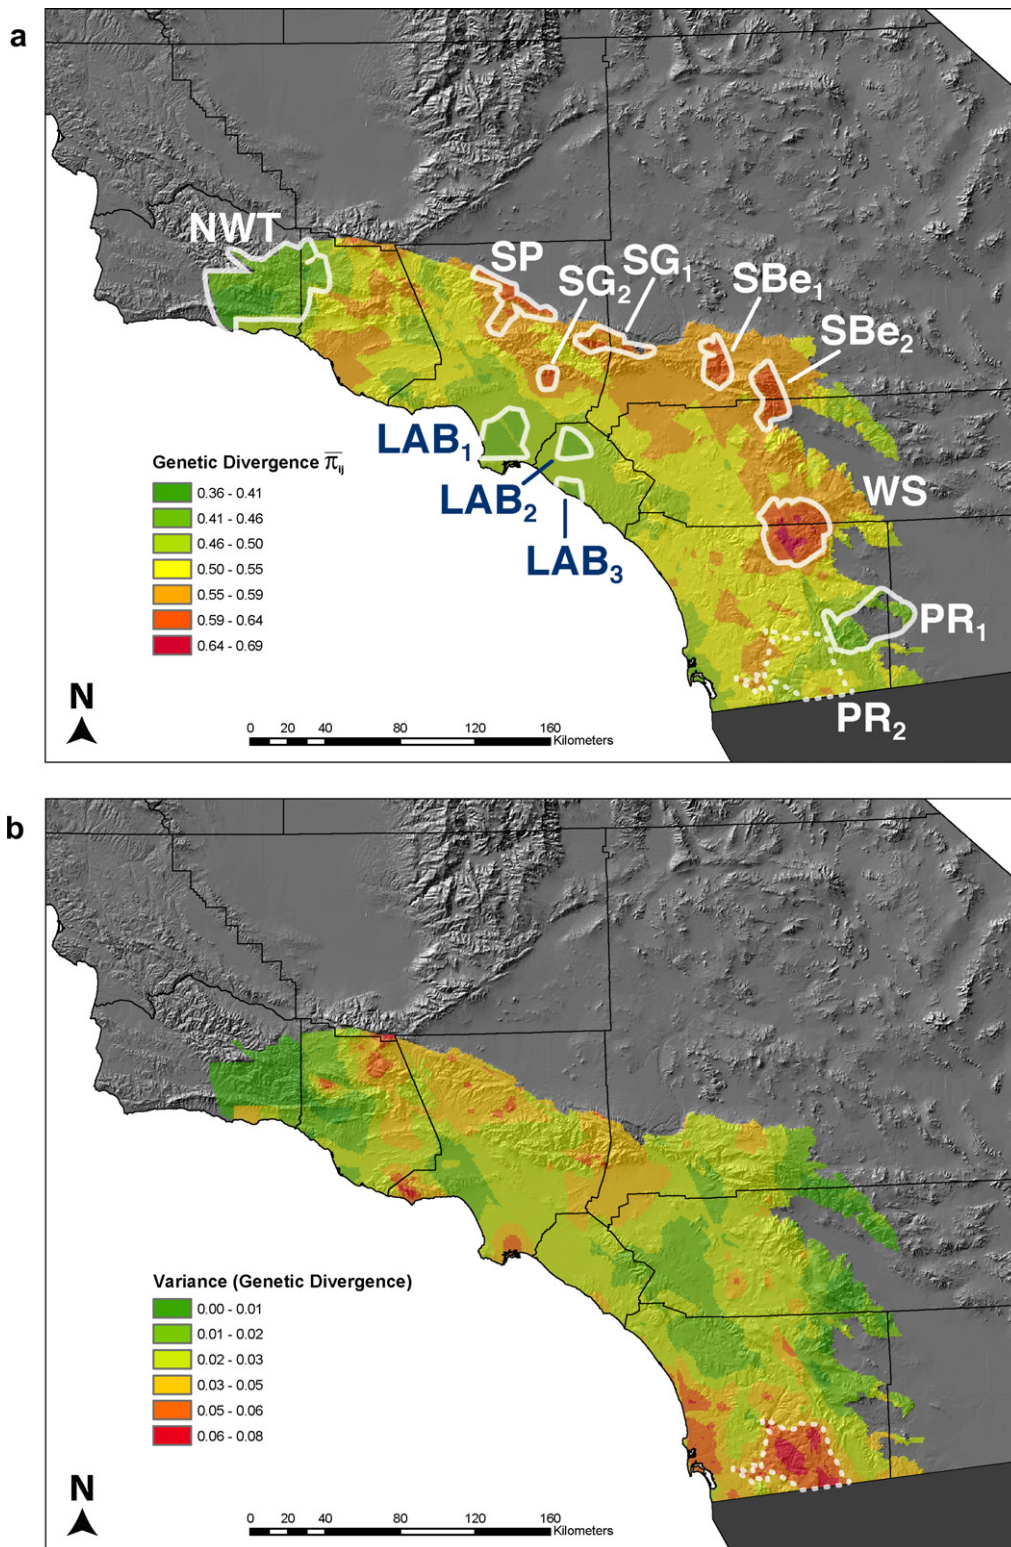 a
NWT
SP
SG₂
SG₁
SBe₁
SBe₂
LAB₁
LAB₂
LAB₃
WS
PR₁
PR₂
Genetic Divergence π̅ᵢⱼ
0.36 - 0.41
0.41 - 0.46
0.46 - 0.50
0.50 - 0.55
0.55 - 0.59
0.59 - 0.64
0.64 - 0.69
N
0 20 40 80 120 160
Kilometers
b
Variance (Genetic Divergence)
0.00 - 0.01
0.01 - 0.02
0.02 - 0.03
0.03 - 0.05
0.05 - 0.06
0.06 - 0.08
N
0 20 40 80 120 160
Kilometers